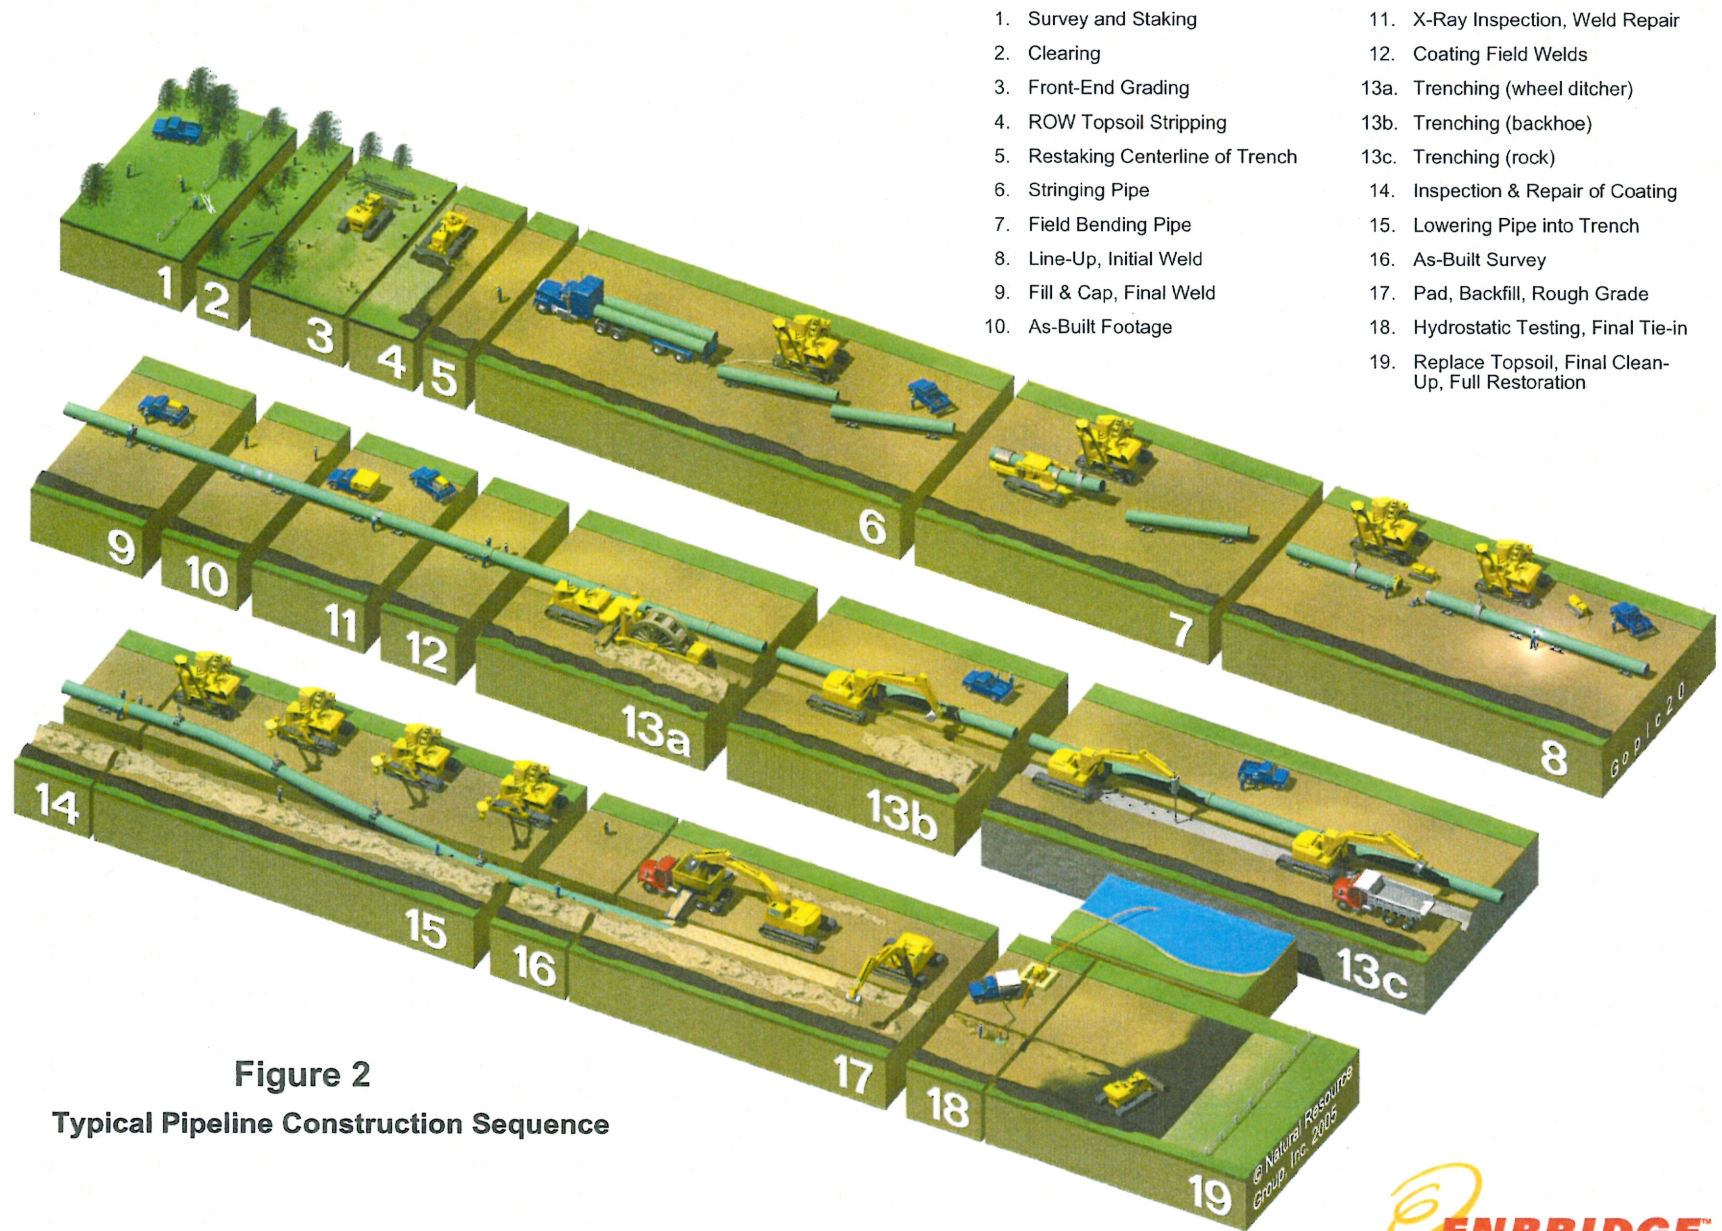 1. Survey and Staking
2. Clearing
3. Front-End Grading
4. ROW Topsoil Stripping
5. Restaking Centerline of Trench
6. Stringing Pipe
7. Field Bending Pipe
8. Line-Up, Initial Weld
9. Fill & Cap, Final Weld
10. As-Built Footage
11. X-Ray Inspection, Weld Repair
12. Coating Field Welds
13a. Trenching (wheel ditcher)
13b. Trenching (backhoe)
13c. Trenching (rock)
14. Inspection & Repair of Coating
15. Lowering Pipe into Trench
16. As-Built Survey
17. Pad, Backfill, Rough Grade
18. Hydrostatic Testing, Final Tie-in
19. Replace Topsoil, Final Clean-
Up, Full Restoration
1
2
3
4
5
6
7
8
Gopic20
9
10
11
12
13a
13b
13c
14
15
16
17
18
19
© Natural Resource
Group, Inc. 2005
Figure 2
Typical Pipeline Construction Sequence
ENBRIDGE™